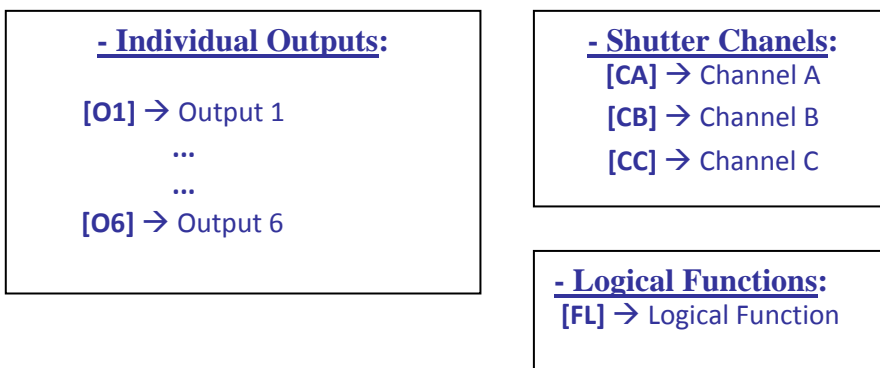 - Individual Outputs:
[O1] → Output 1
...
...
[O6] → Output 6
- Shutter Chanels:
[CA] → Channel A
[CB] → Channel B
[CC] → Channel C
- Logical Functions:
[FL] → Logical Function